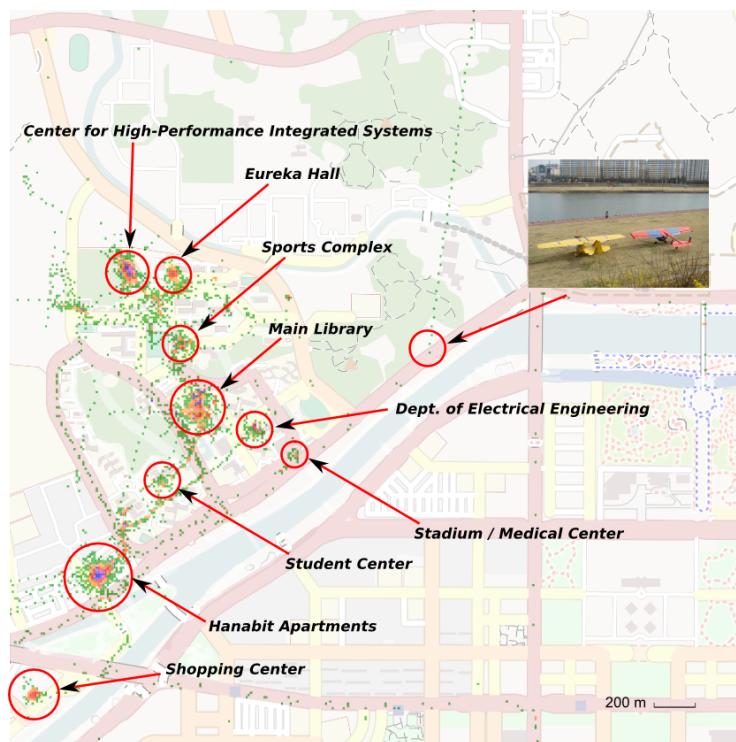 Center for High-Performance Integrated Systems
Eureka Hall
Sports Complex
Main Library
Dept. of Electrical Engineering
Stadium / Medical Center
Student Center
Hanabit Apartments
Shopping Center
200 m